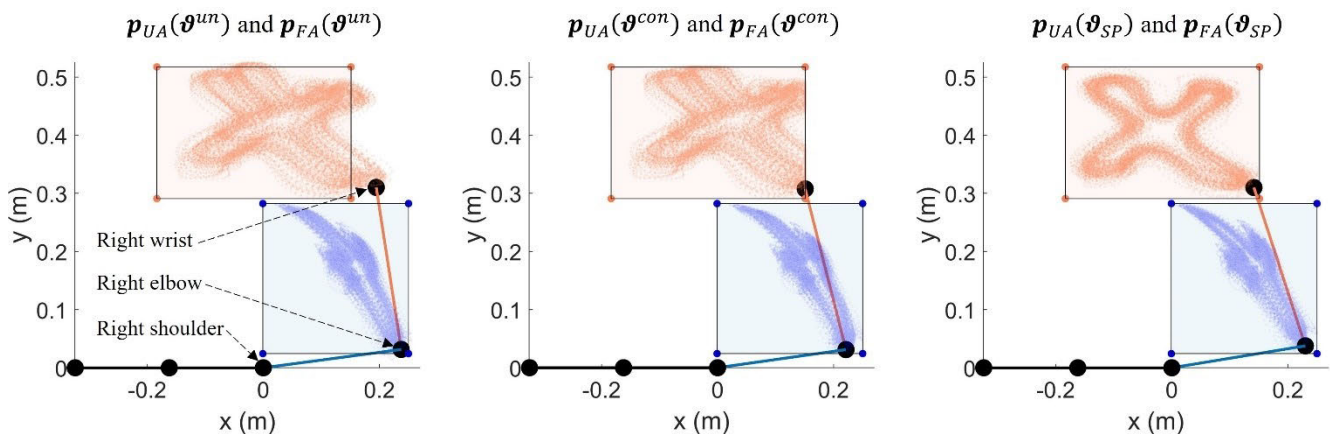 𝒑_UA(𝝑^un) and 𝒑_FA(𝝑^un)
𝒑_UA(𝝑^con) and 𝒑_FA(𝝑^con)
𝒑_UA(𝝑_SP) and 𝒑_FA(𝝑_SP)
0.5
0.4
0.3
0.2
0.1
0
y (m)
Right wrist
Right elbow
Right shoulder
-0.2
0
0.2
x (m)
0.5
0.4
0.3
0.2
0.1
0
y (m)
-0.2
0
0.2
x (m)
0.5
0.4
0.3
0.2
0.1
0
y (m)
-0.2
0
0.2
x (m)